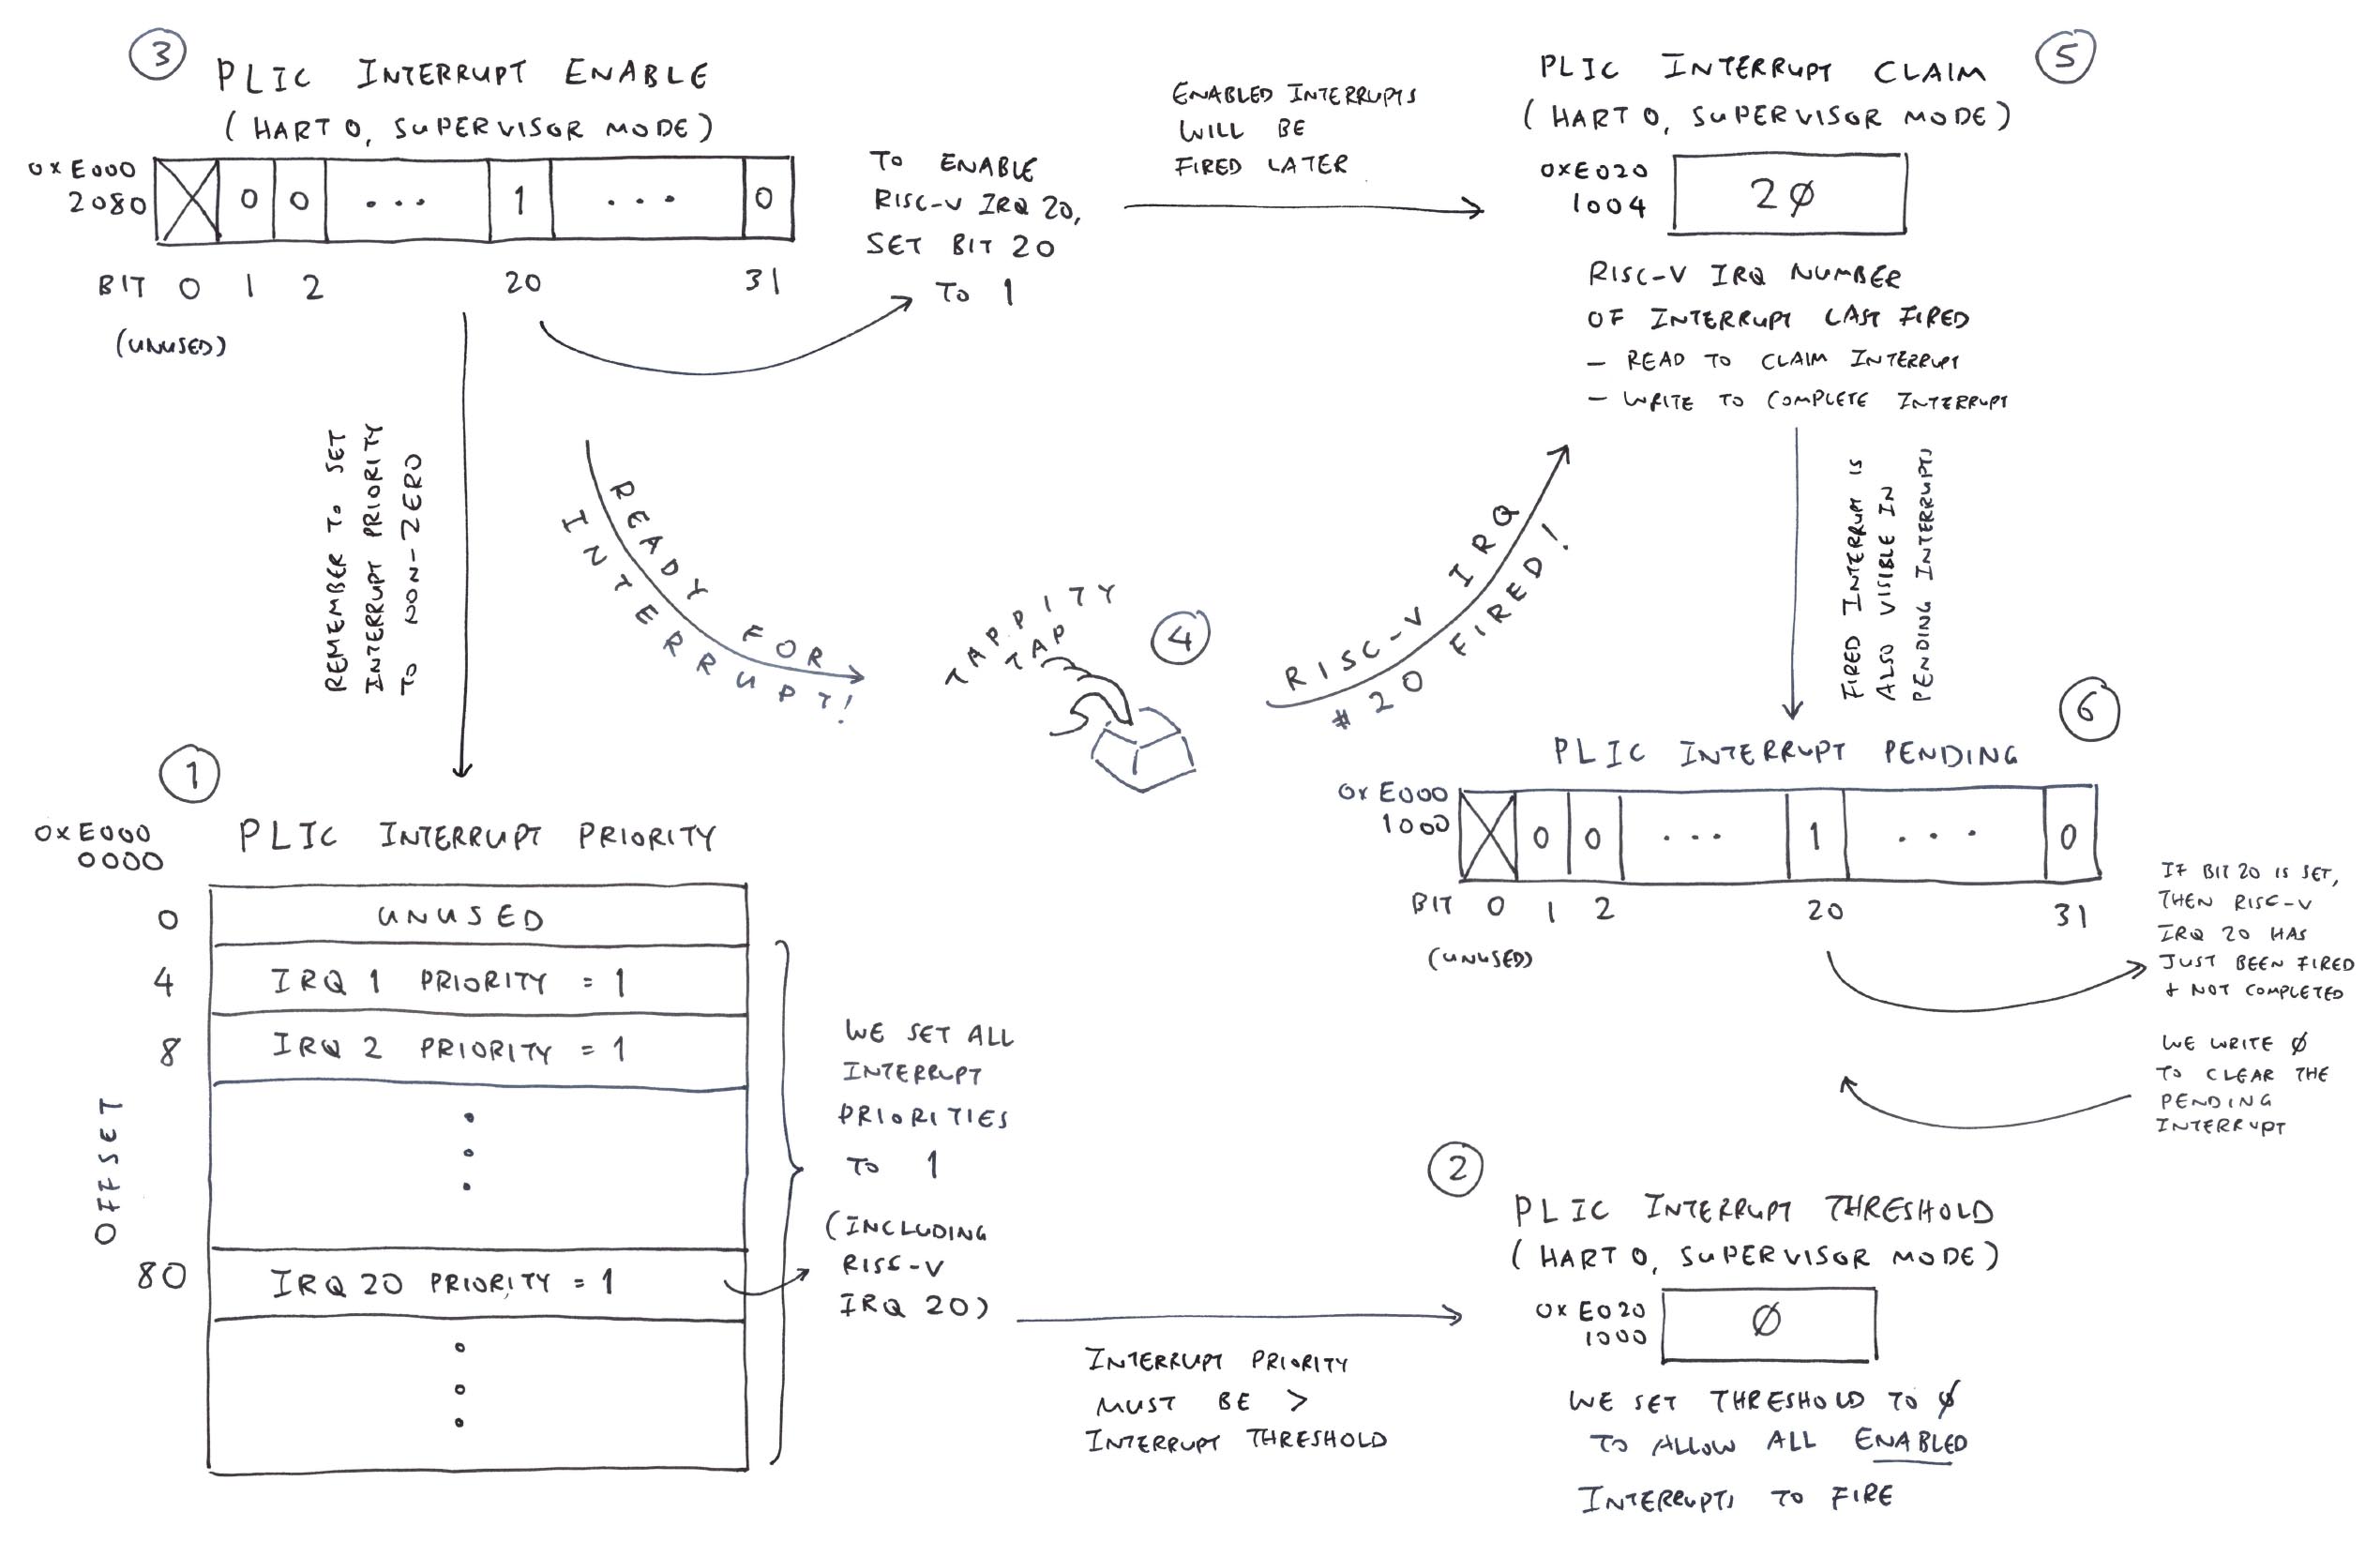 3
PLIC INTERRUPT ENABLE
(HART 0, SUPERVISOR MODE)
0xE000
2080
0 0 ... 1 ... 0
BIT 0 1 2 20 31
(UNUSED)
TO ENABLE
RISC-V IRQ 20,
SET BIT 20
TO 1
ENABLED INTERRUPTS
WILL BE
FIRED LATER
PLIC INTERRUPT CLAIM
5
(HART 0, SUPERVISOR MODE)
0xE020
1004
2Ø
RISC-V IRQ NUMBER
OF INTERRUPT LAST FIRED
- READ TO CLAIM INTERRUPT
- WRITE TO COMPLETE INTERRUPT
REMEMBER TO SET
INTERRUPT PRIORITY
TO NON-ZERO
READY FOR
INTERRUPT!
TAPPITY
TAP
4
RISC-V IRQ
#20 FIRED!
FIRED INTERRUPT IS
ALSO VISIBLE IN
PENDING INTERRUPTS
6
PLIC INTERRUPT PENDING
0xE000
1000
0 0 ... 1 ... 0
BIT 0 1 2 20 31
(UNUSED)
IF BIT 20 IS SET,
THEN RISC-V
IRQ 20 HAS
JUST BEEN FIRED
+ NOT COMPLETED
WE WRITE Ø
TO CLEAR THE
PENDING
INTERRUPT
1
0xE000
0000
PLIC INTERRUPT PRIORITY
OFFSET
0 UNUSED
4 IRQ 1 PRIORITY = 1
8 IRQ 2 PRIORITY = 1
80 IRQ 20 PRIORITY = 1
WE SET ALL
INTERRUPT
PRIORITIES
TO 1
(INCLUDING
RISC-V
IRQ 20)
INTERRUPT PRIORITY
MUST BE >
INTERRUPT THRESHOLD
2
PLIC INTERRUPT THRESHOLD
(HART 0, SUPERVISOR MODE)
0xE020
1000
Ø
WE SET THRESHOLD TO Ø
TO ALLOW ALL ENABLED
INTERRUPTS TO FIRE